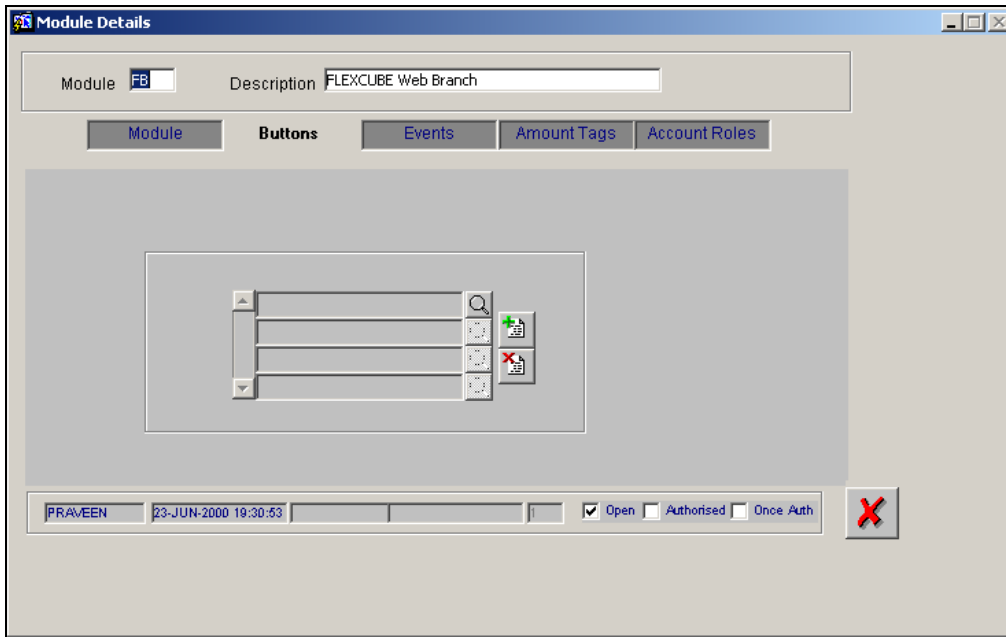 Module Details
Module FB Description FLEXCUBE Web Branch
Module Buttons Events Amount Tags Account Roles
PRAVEEN 23-JUN-2000 19:30:53 1 Open Authorised Once Auth